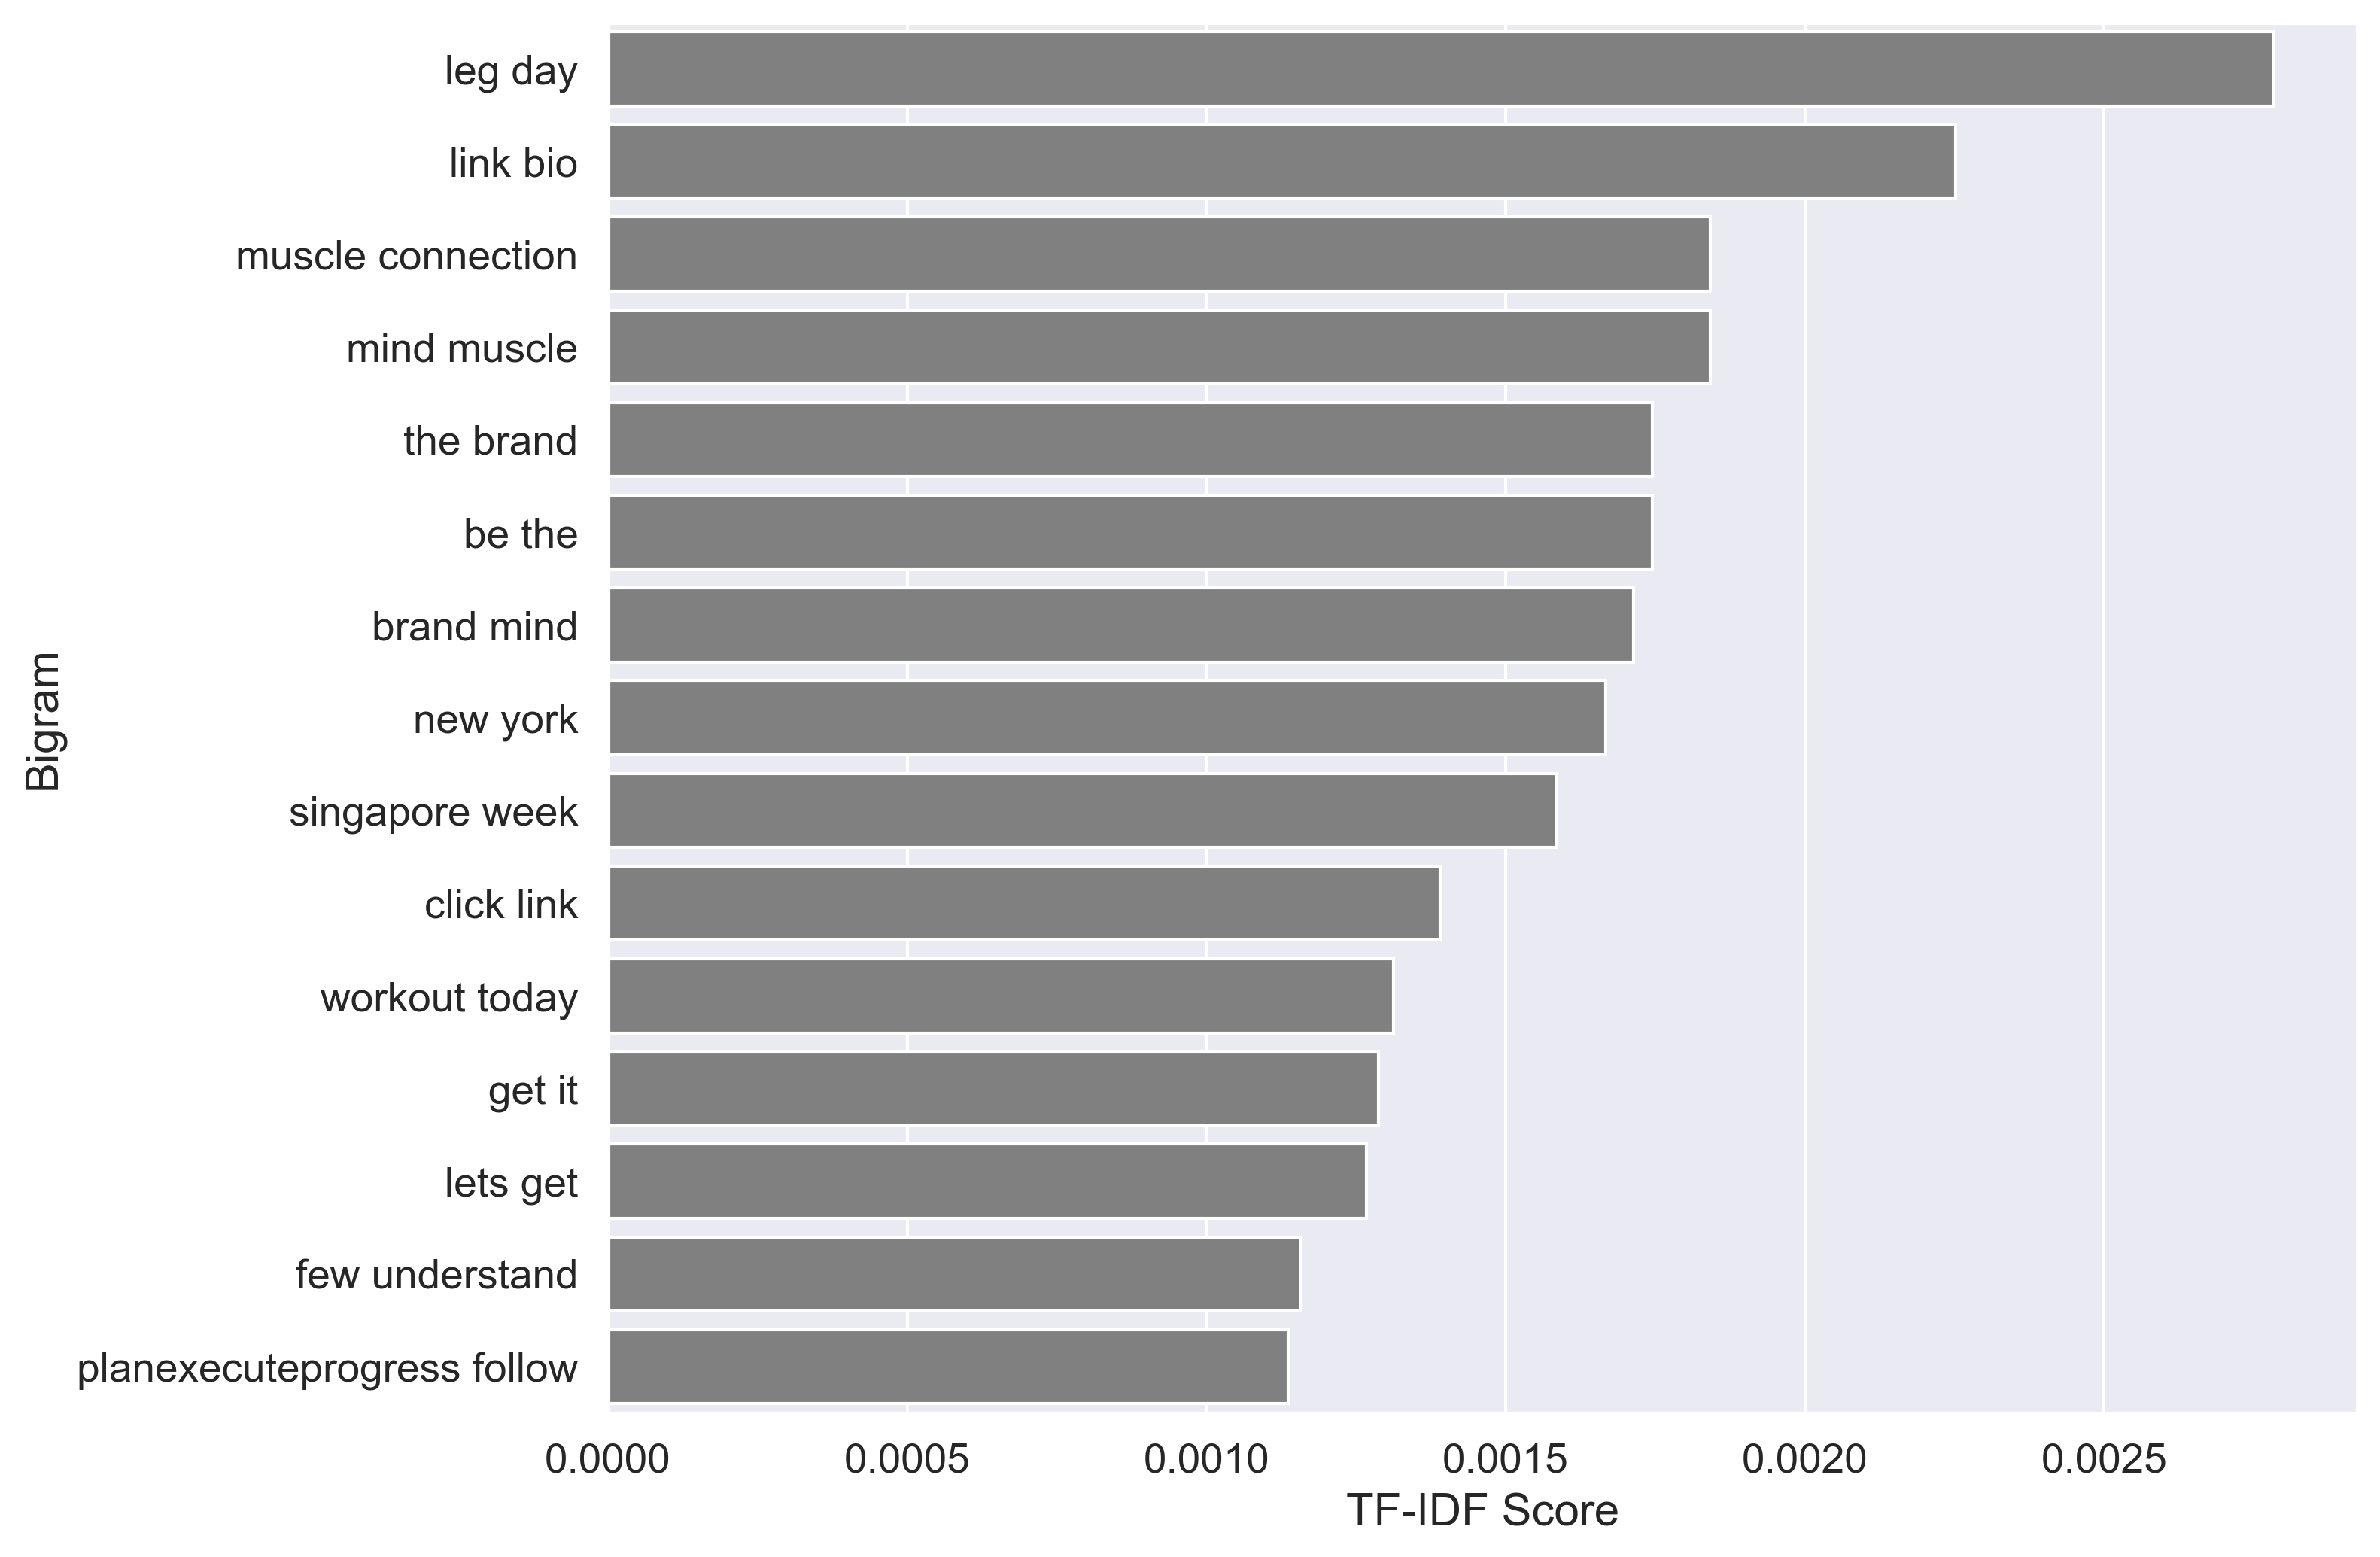 leg day
link bio
muscle connection
mind muscle
the brand
be the
brand mind
new york
singapore week
click link
workout today
get it
lets get
few understand
planexecuteprogress follow
Bigram
0.0000 0.0005 0.0010 0.0015 0.0020 0.0025
TF-IDF Score